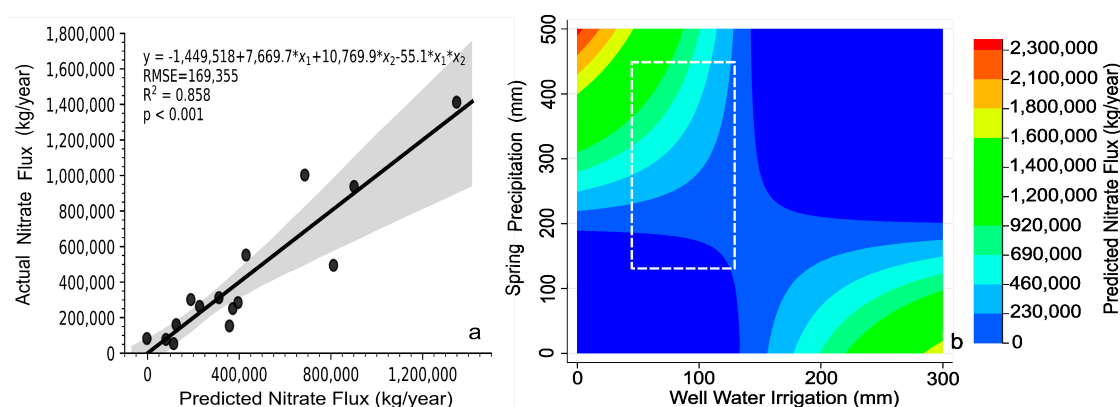 1,800,000
1,600,000
1,400,000
1,200,000
1,000,000
800,000
600,000
400,000
200,000
0
Actual Nitrate Flux (kg/year)
y = -1,449,518+7,669.7*x₁+10,769.9*x₂-55.1*x₁*x₂
RMSE=169,355
R² = 0.858
p < 0.001
a
0 400,000 800,000 1,200,000
Predicted Nitrate Flux (kg/year)
500
400
300
200
100
0
Spring Precipitation (mm)
0 100 200 300
Well Water Irrigation (mm)
b
2,300,000
2,100,000
1,800,000
1,600,000
1,400,000
1,200,000
920,000
690,000
460,000
230,000
0
Predicted Nitrate Flux (kg/year)